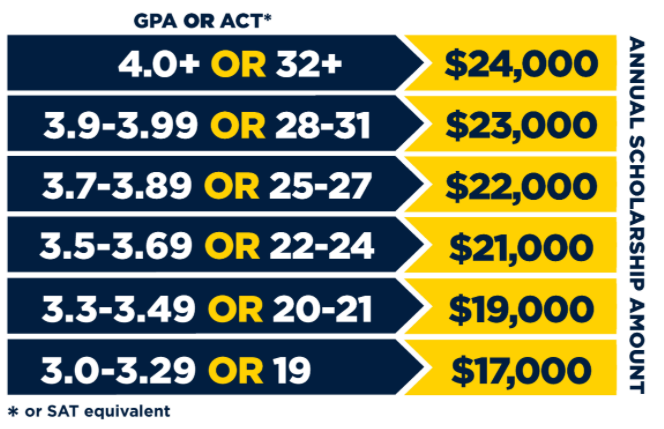 GPA OR ACT*
4.0+ OR 32+ $24,000
3.9-3.99 OR 28-31 $23,000
3.7-3.89 OR 25-27 $22,000
3.5-3.69 OR 22-24 $21,000
3.3-3.49 OR 20-21 $19,000
3.0-3.29 OR 19 $17,000
ANNUAL SCHOLARSHIP AMOUNT
* or SAT equivalent